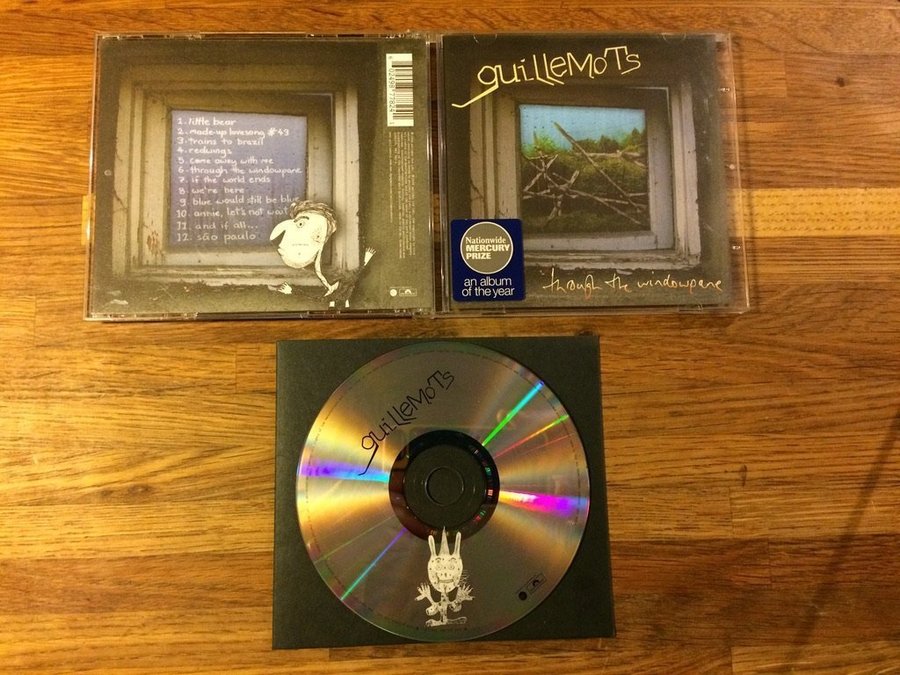 1. little bear
2. made-up lovesong #43
3. trains to brazil
4. redwings
5. come away with me
6. through the windowpane
7. if the world ends
8. we're here
9. blue would still be blue
10. annie, let's not wait
11. and if all...
12. são paulo
guillemots
Nationwide
MERCURY
PRIZE
an album
of the year
through the windowpane
guillemots